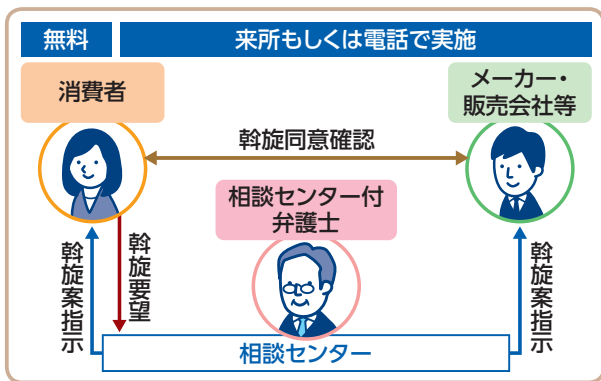 無料
来所もしくは電話で実施
消費者
メーカー・
販売会社等
斡旋同意確認
相談センター付
弁護士
斡旋案指示
斡旋要望
斡旋案指示
相談センター